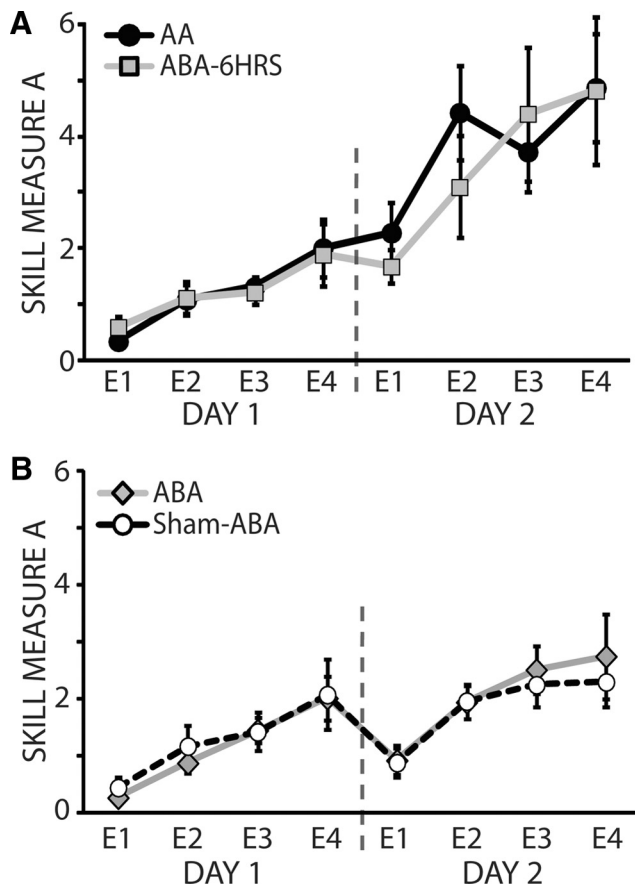 A
6
AA
ABA-6HRS
SKILL MEASURE A
4
2
0
E1 E2 E3 E4 E1 E2 E3 E4
DAY 1 DAY 2
B
6
ABA
Sham-ABA
SKILL MEASURE A
4
2
0
E1 E2 E3 E4 E1 E2 E3 E4
DAY 1 DAY 2